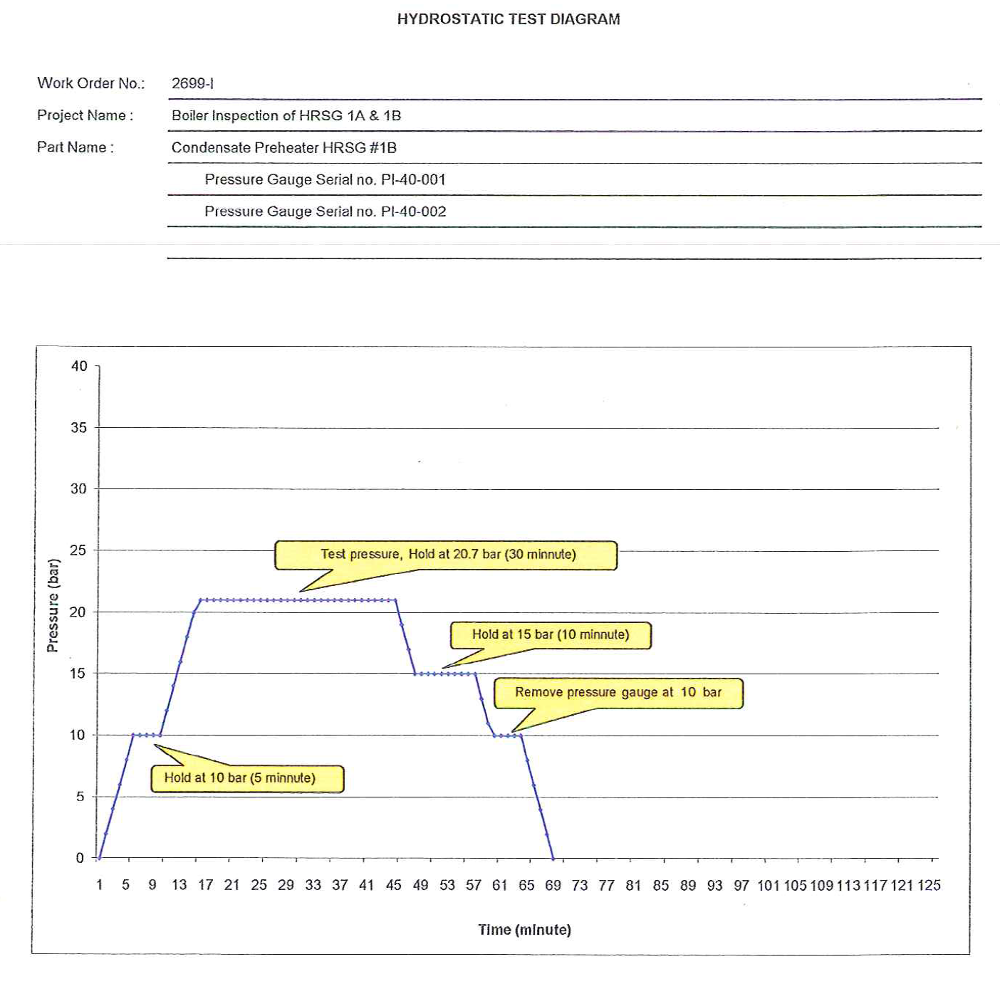 HYDROSTATIC TEST DIAGRAM
Work Order No.: 2699-I
Project Name : Boiler Inspection of HRSG 1A & 1B
Part Name : Condensate Preheater HRSG #1B
Pressure Gauge Serial no. PI-40-001
Pressure Gauge Serial no. PI-40-002
40
35
30
25
20
15
10
5
0
Pressure (bar)
Test pressure, Hold at 20.7 bar (30 minnute)
Hold at 15 bar (10 minnute)
Remove pressure gauge at 10 bar
Hold at 10 bar (5 minnute)
1 5 9 13 17 21 25 29 33 37 41 45 49 53 57 61 65 69 73 77 81 85 89 93 97 101 105 109 113 117 121 125
Time (minute)